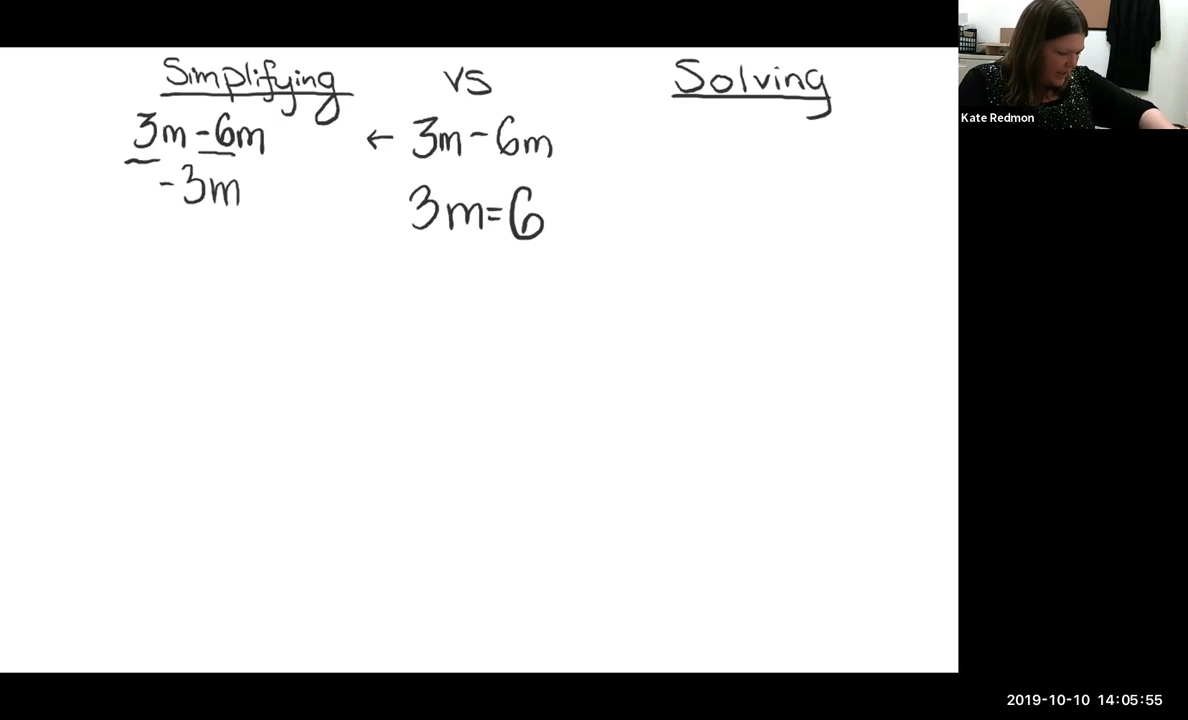 Simplifying vs Solving
3m - 6m ← 3m - 6m
- 3m
3m = 6
Kate Redmon
2019-10-10 14:05:55